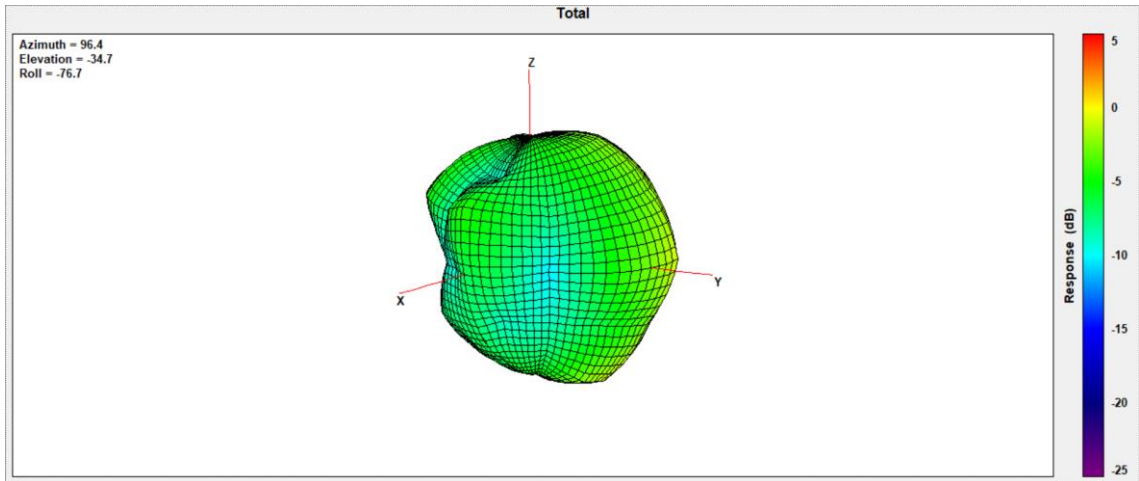 Total
Azimuth = 96.4
Elevation = -34.7
Roll = -76.7
Z
Y
X
5
0
-5
-10
-15
-20
-25
Response (dB)